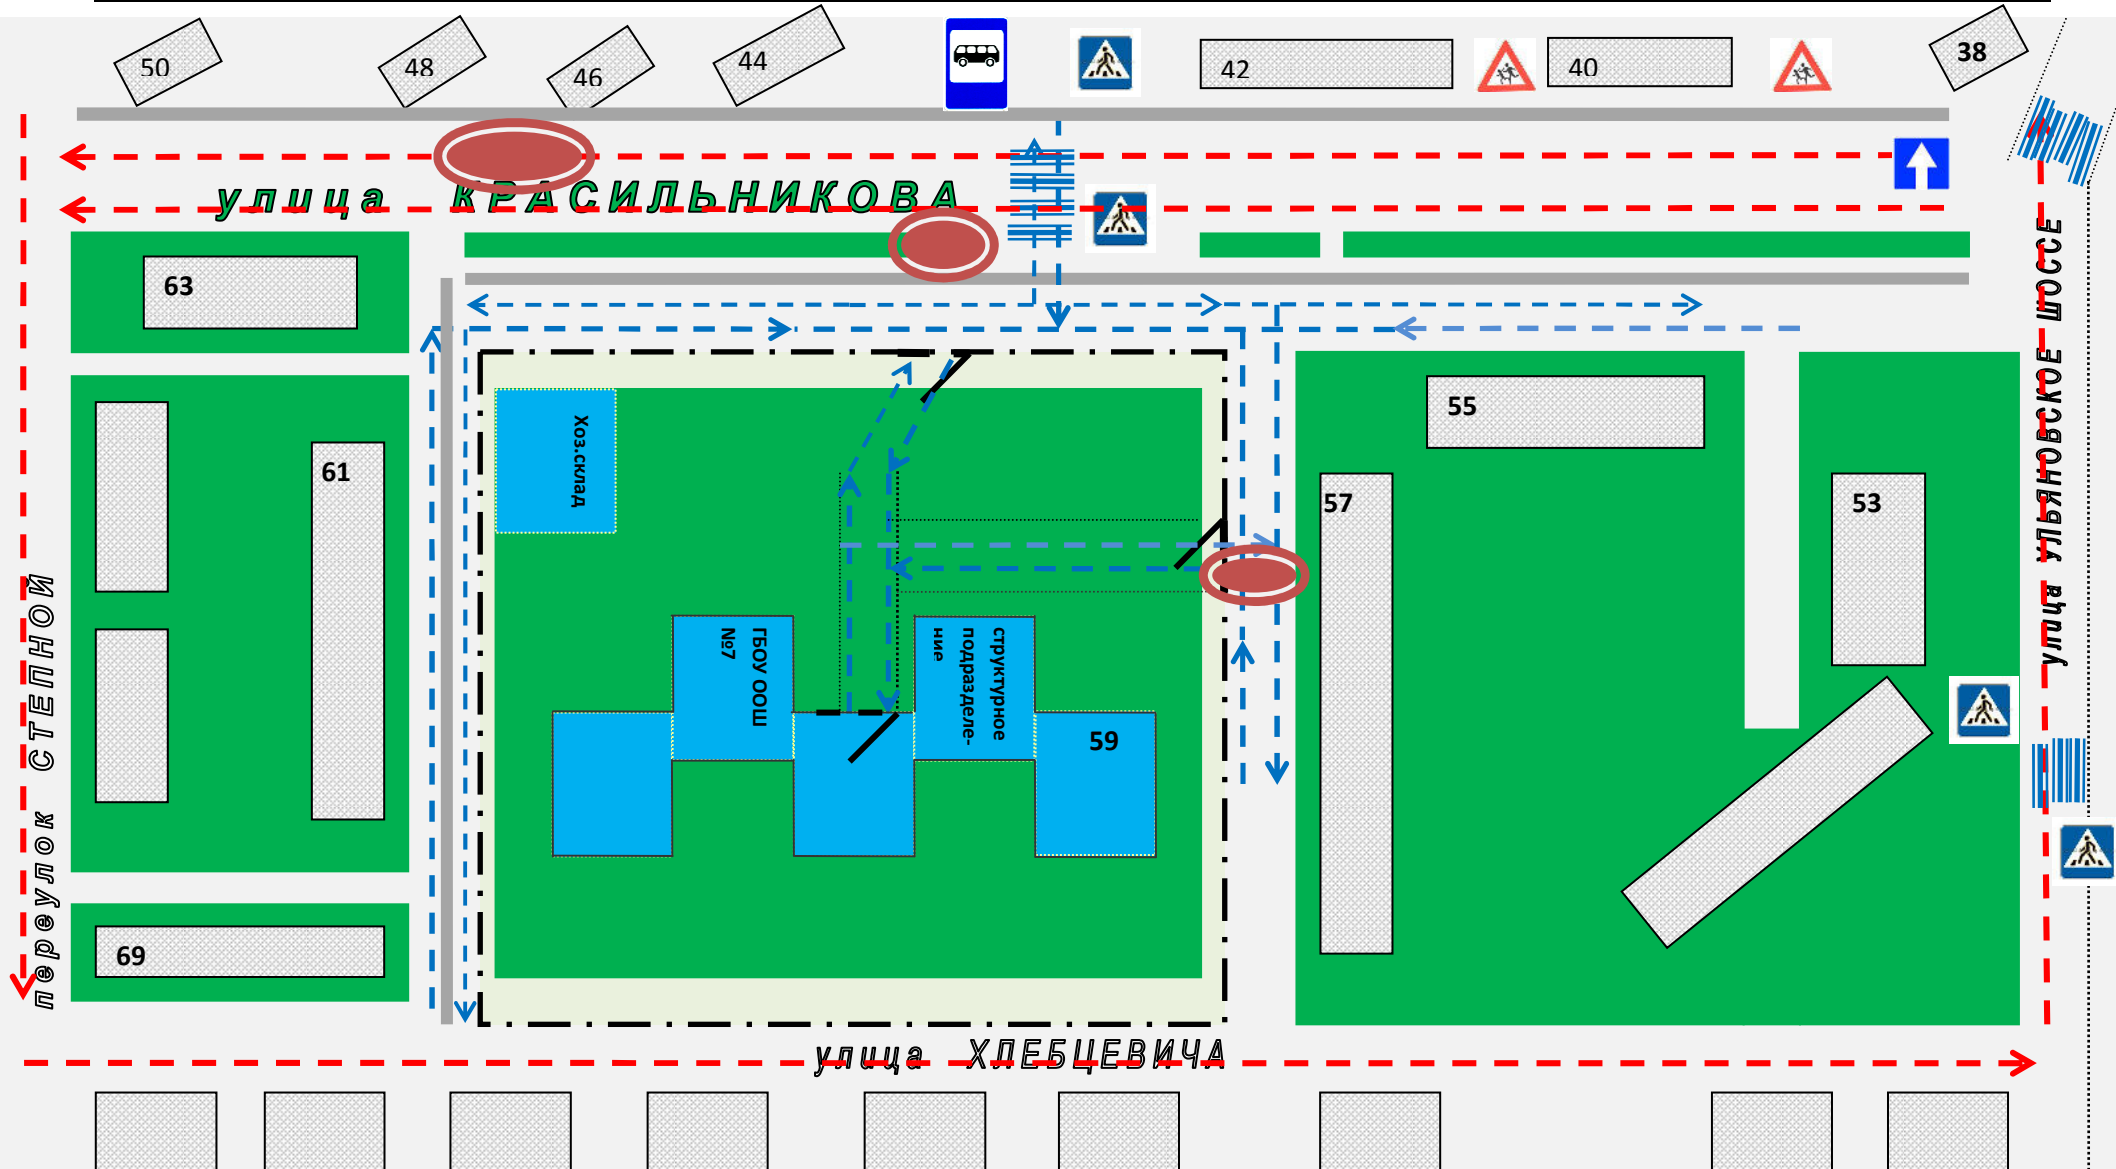 50
48
46
44
42
40
38
улица КРАСИЛЬНИКОВА
63
61
69
переулок СТЕПНОЙ
Хоз.склад
ГБОУ ООШ
№7
структурное
подразделе-
ние
59
55
57
53
улица УЛЬЯНОВСКОЕ ШОССЕ
улица ХЛЕБЦЕВИЧА